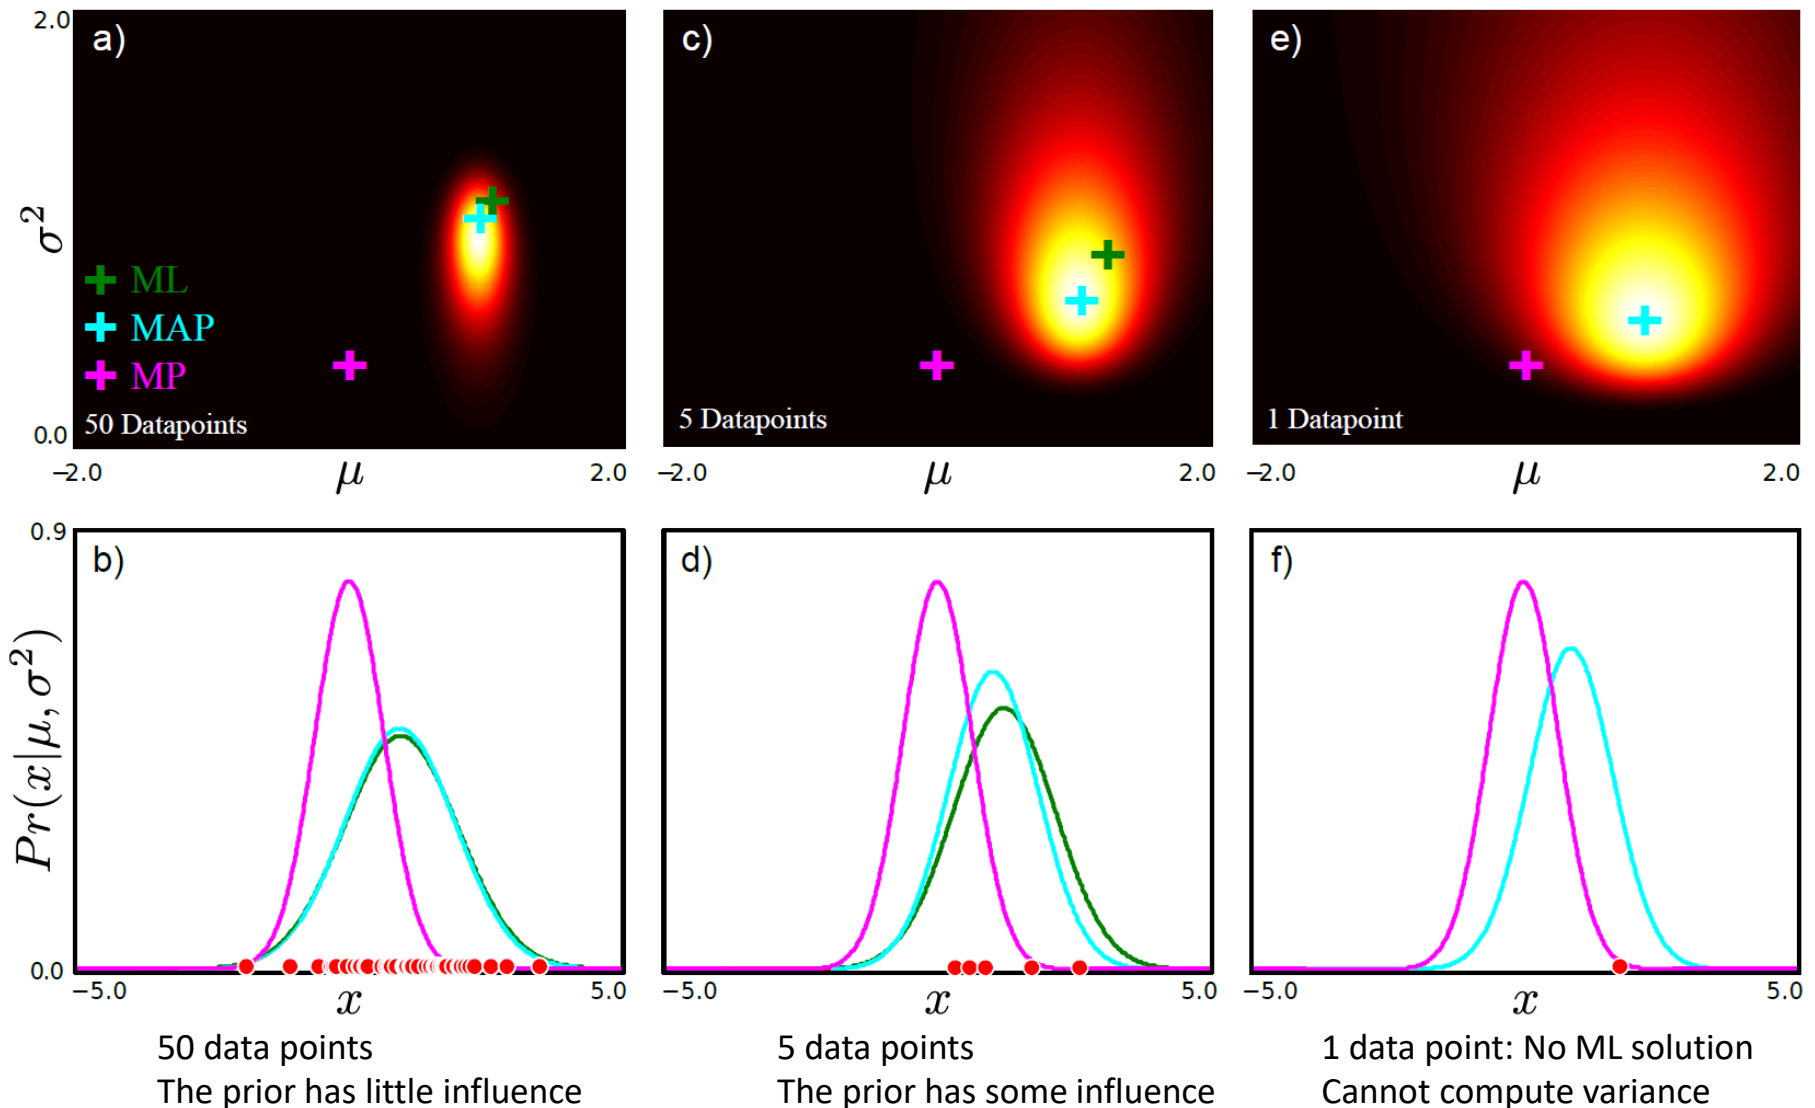 2.0
a)
σ²
ML
MAP
MP
50 Datapoints
0.0
−2.0
μ
2.0
c)
5 Datapoints
−2.0
μ
2.0
e)
1 Datapoint
−2.0
μ
2.0
0.9
b)
Pr(x|μ, σ²)
0.0
−5.0
x
5.0
d)
−5.0
x
5.0
f)
−5.0
x
5.0
50 data points
The prior has little influence
5 data points
The prior has some influence
1 data point: No ML solution
Cannot compute variance